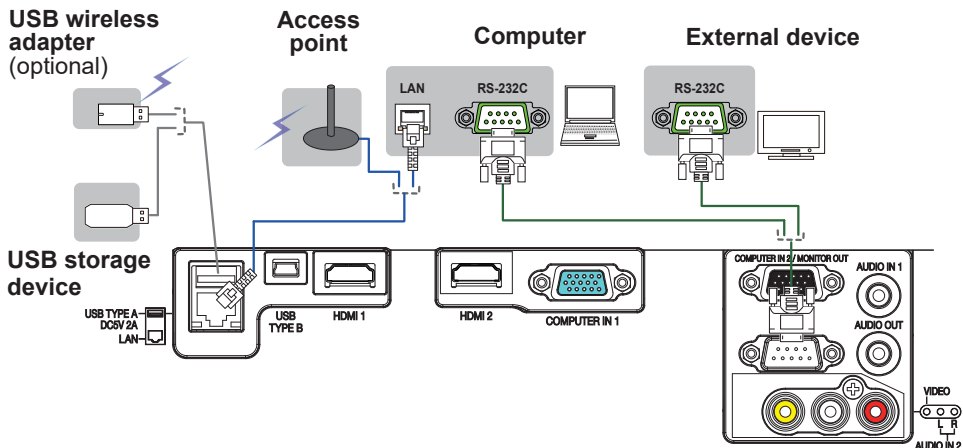 USB wireless
adapter
(optional)
Access
point
Computer
External device
LAN
RS-232C
RS-232C
USB storage
device
USB TYPE A
DC5V 2A
LAN
USB
TYPE B
HDMI 1
HDMI 2
COMPUTER IN 1
COMPUTER IN 2 / MONITOR OUT
AUDIO IN 1
AUDIO OUT
VIDEO
L R
AUDIO IN 2